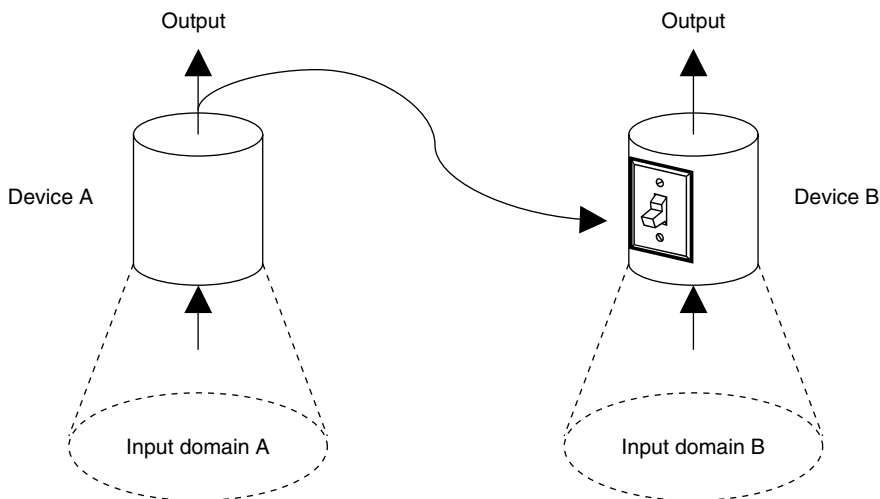 Output
Output
Device A
Device B
Input domain A
Input domain B